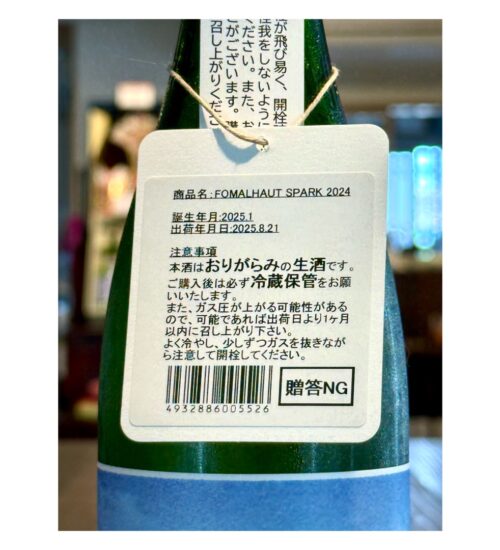 が飛び易く、開栓
我をしないように
ください。また、お
がございます。
召し上がりくださ
商品名:FOMALHAUT SPARK 2024
誕生年月:2025.1
出荷年月日:2025.8.21
注意事項
本酒はおりがらみの生酒です。
ご購入後は必ず冷蔵保管をお願
いいたします。
また、ガス圧が上がる可能性がある
ので、可能であれば出荷日より1ヶ月
以内に召し上がり下さい。
よく冷やし、少しずつガスを抜きなが
ら注意して開栓してください。
4932886005526
贈答NG